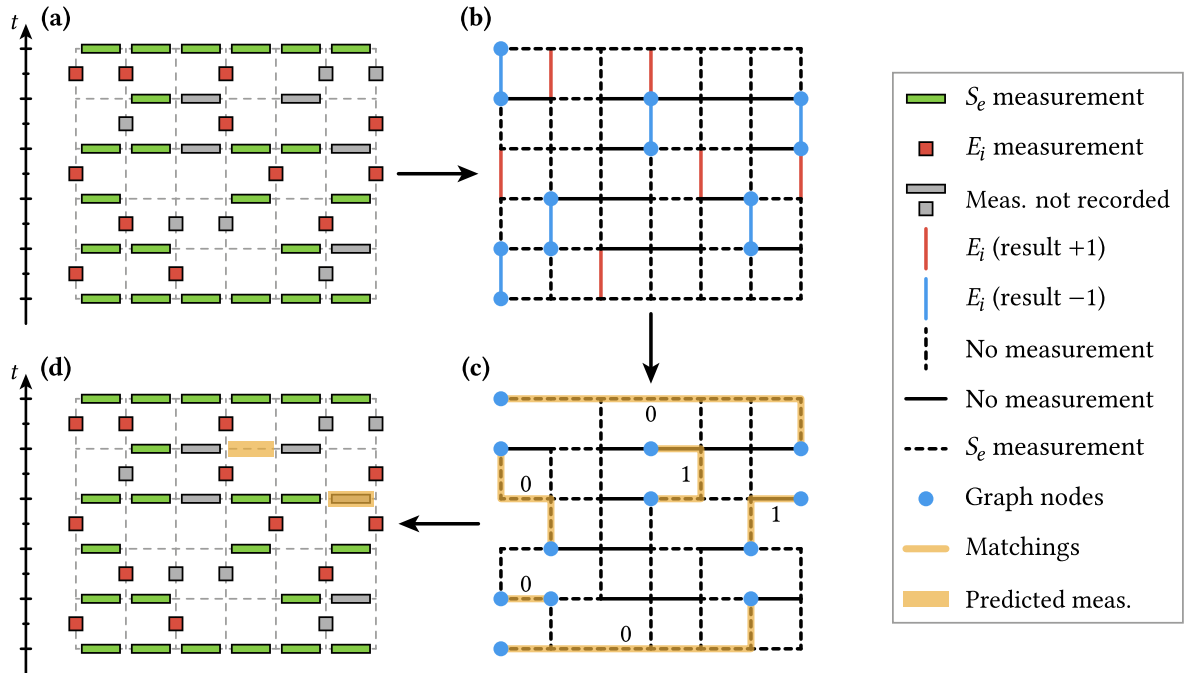 t
(a)
(b)
S_e measurement
E_i measurement
Meas. not recorded
E_i (result +1)
E_i (result −1)
No measurement
No measurement
S_e measurement
Graph nodes
Matchings
Predicted meas.
t
(d)
(c)
0
0
1
1
0
0